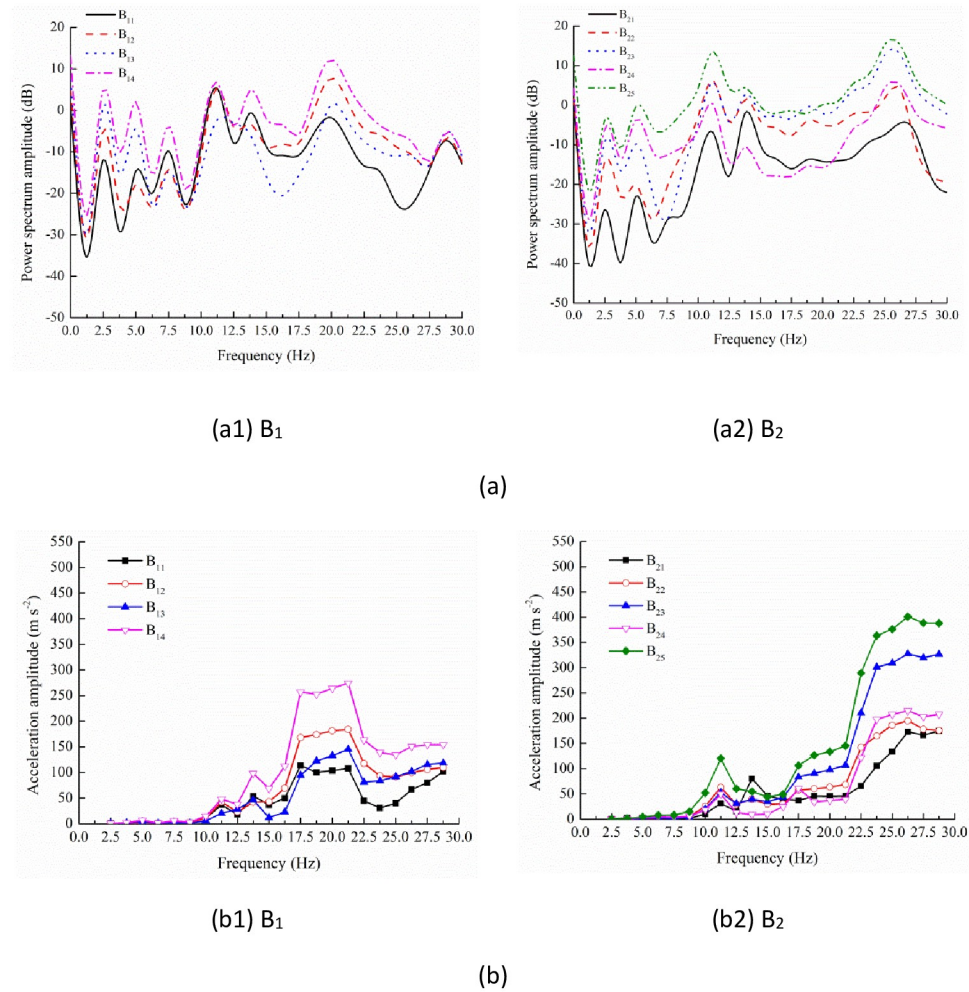 B11
B12
B13
B14
Power spectrum amplitude (dB)
20
10
0
-10
-20
-30
-40
-50
0.0 2.5 5.0 7.5 10.0 12.5 15.0 17.5 20.0 22.5 25.0 27.5 30.0
Frequency (Hz)
B21
B22
B23
B24
B25
Power spectrum amplitude (dB)
20
10
0
-10
-20
-30
-40
-50
0.0 2.5 5.0 7.5 10.0 12.5 15.0 17.5 20.0 22.5 25.0 27.5 30.0
Frequency (Hz)
(a1) B1
(a2) B2
(a)
B11
B12
B13
B14
Acceleration amplitude (m s-2)
550
500
450
400
350
300
250
200
150
100
50
0
0.0 2.5 5.0 7.5 10.0 12.5 15.0 17.5 20.0 22.5 25.0 27.5 30.0
Frequency (Hz)
B21
B22
B23
B24
B25
Acceleration amplitude (m s-2)
550
500
450
400
350
300
250
200
150
100
50
0
0.0 2.5 5.0 7.5 10.0 12.5 15.0 17.5 20.0 22.5 25.0 27.5 30.0
Frequency (Hz)
(b1) B1
(b2) B2
(b)